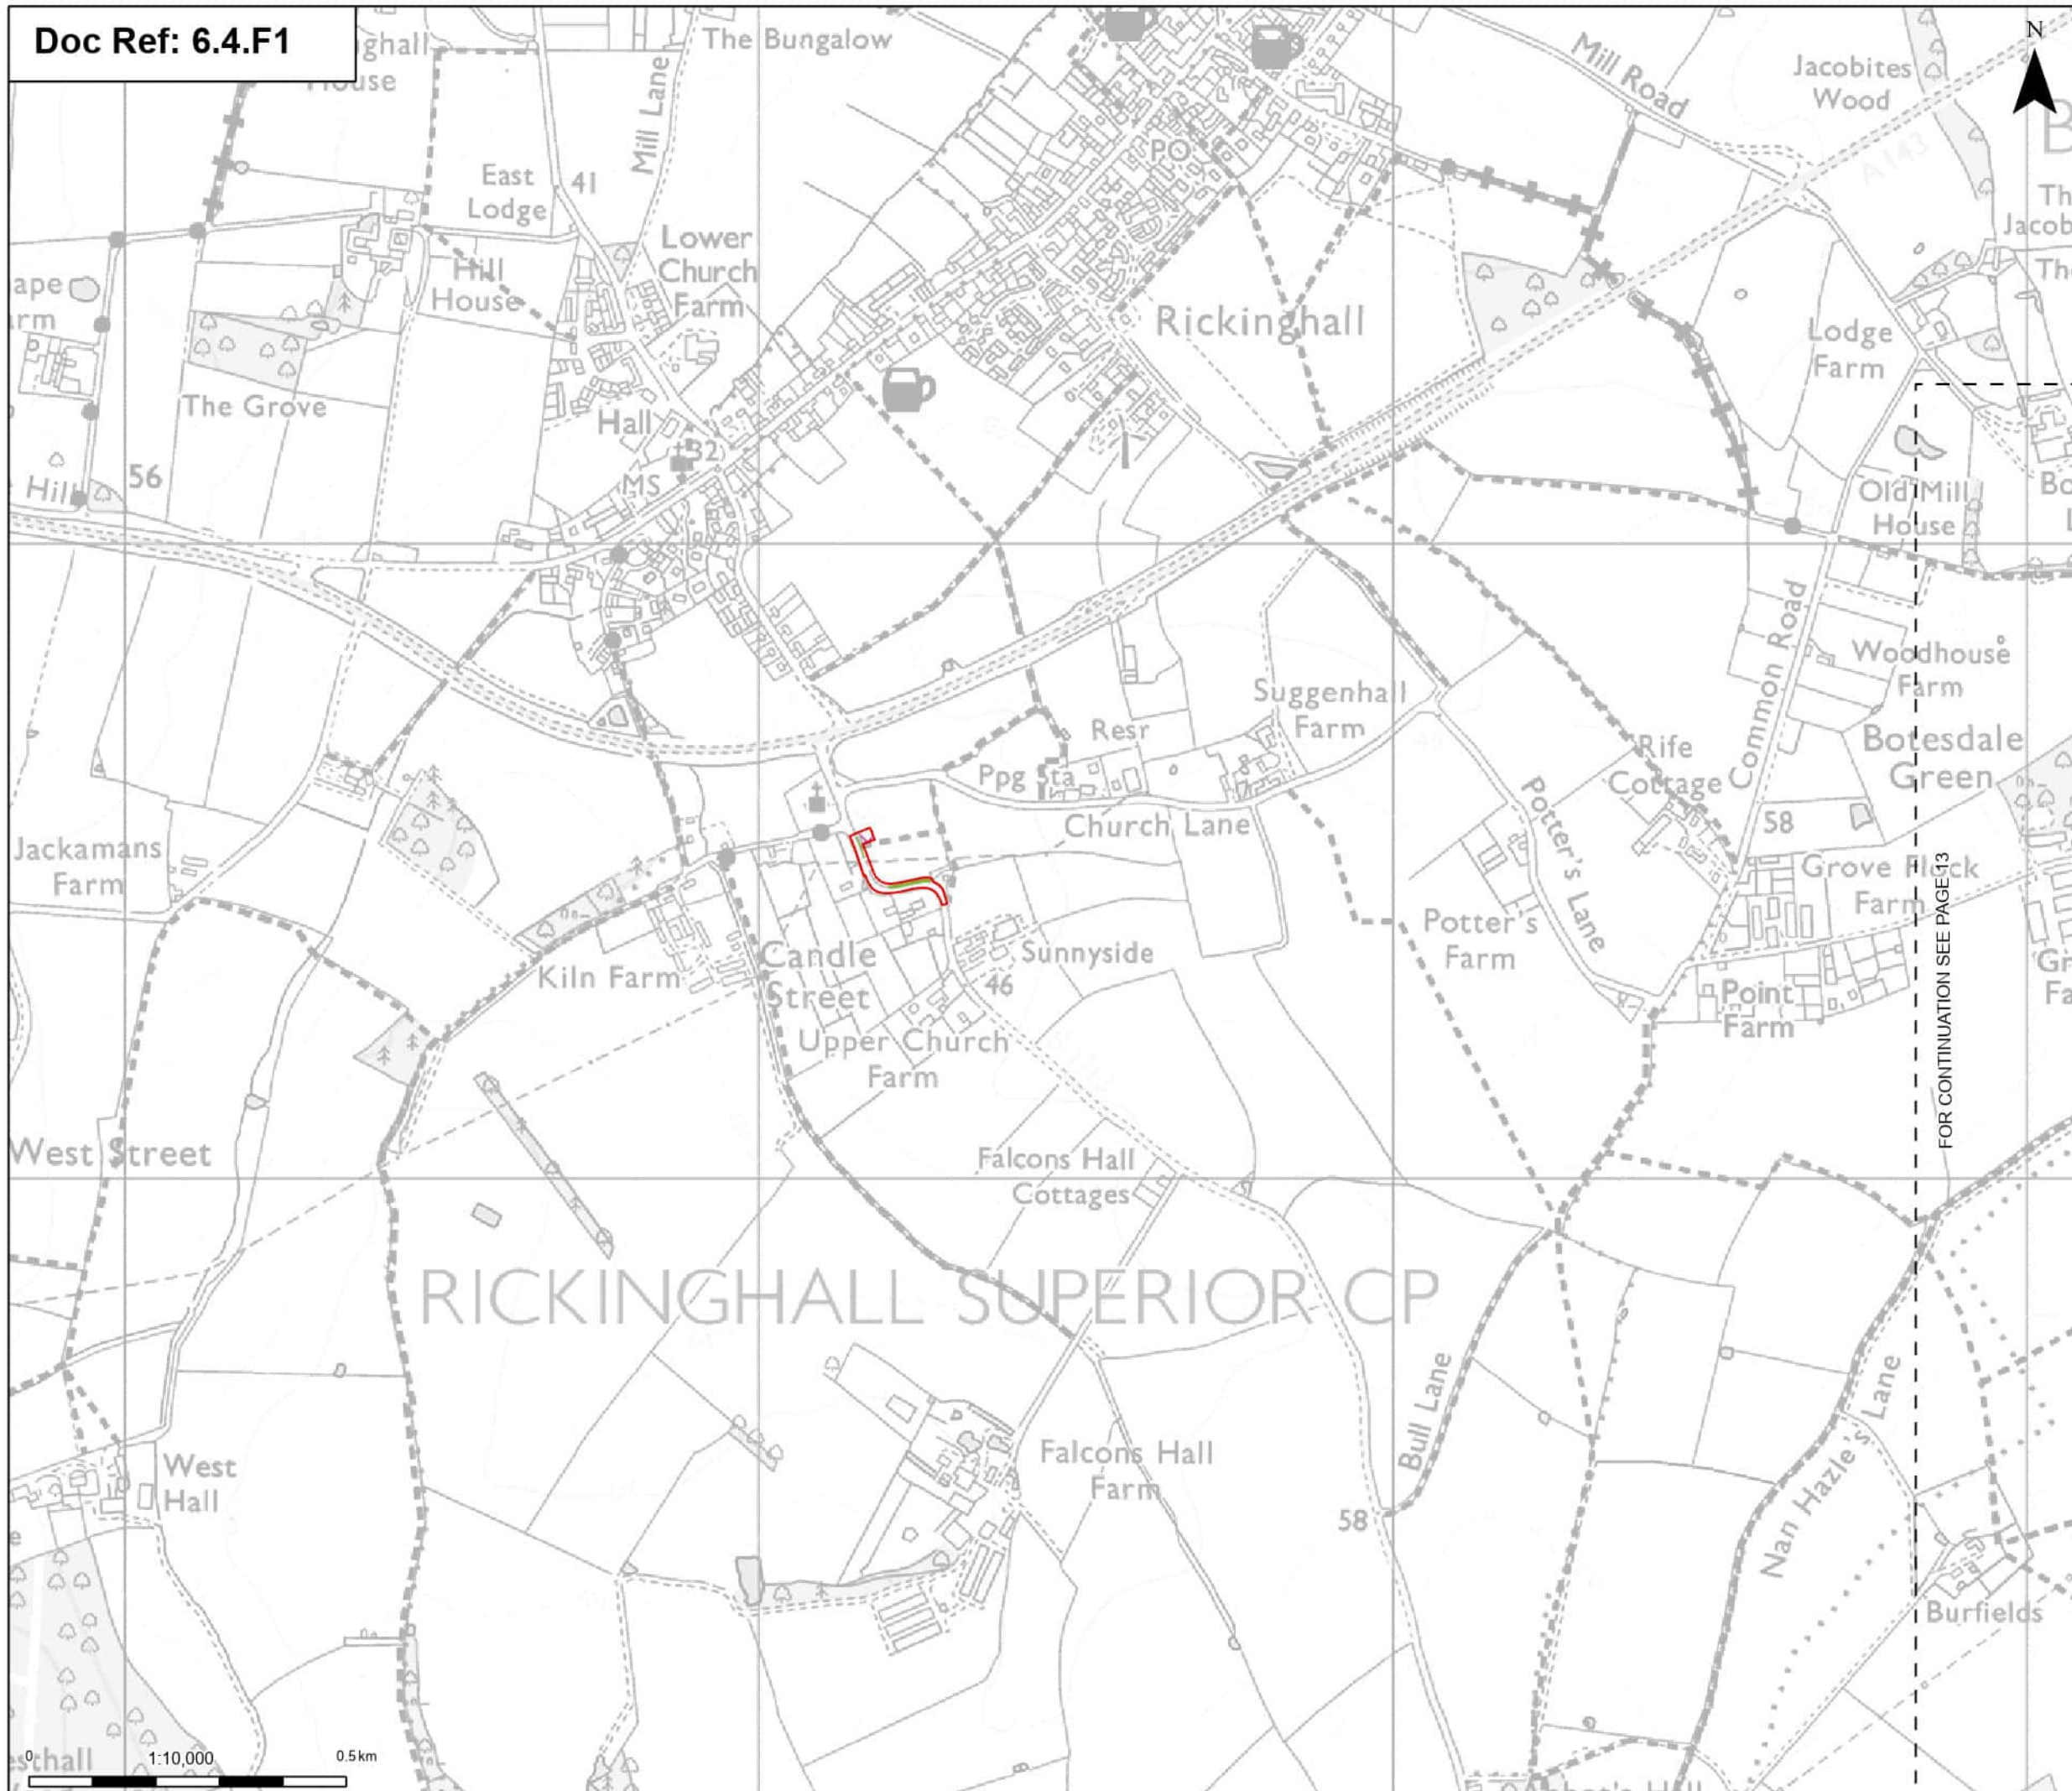 Doc Ref: 6.4.F1
The Bungalow
Mill Road
Jacobites
Wood
N
A143
Mill Lane
PO
East
Lodge
41
Lower
Church
Farm
Hill
House
Rickinghall
Lodge
Farm
The Grove
Hall
32
MS
56
Hill
Old Mill
House
Common Road
Woodhouse
Farm
Suggenhall
Farm
Resr
Ppg Sta
Rife
Cottage
Botesdale
Green
Church Lane
58
Jackamans
Farm
Potter's Lane
Grove Flock
Farm
Potter's
Farm
Kiln Farm
Candle
Street
Sunnyside
46
Point
Farm
Upper Church
Farm
FOR CONTINUATION SEE PAGE 13
West Street
Falcons Hall
Cottages
RICKINGHALL SUPERIOR CP
Bull Lane
Nan Hazle's Lane
West
Hall
Falcons Hall
Farm
58
Burfields
0
1:10,000
0.5 km